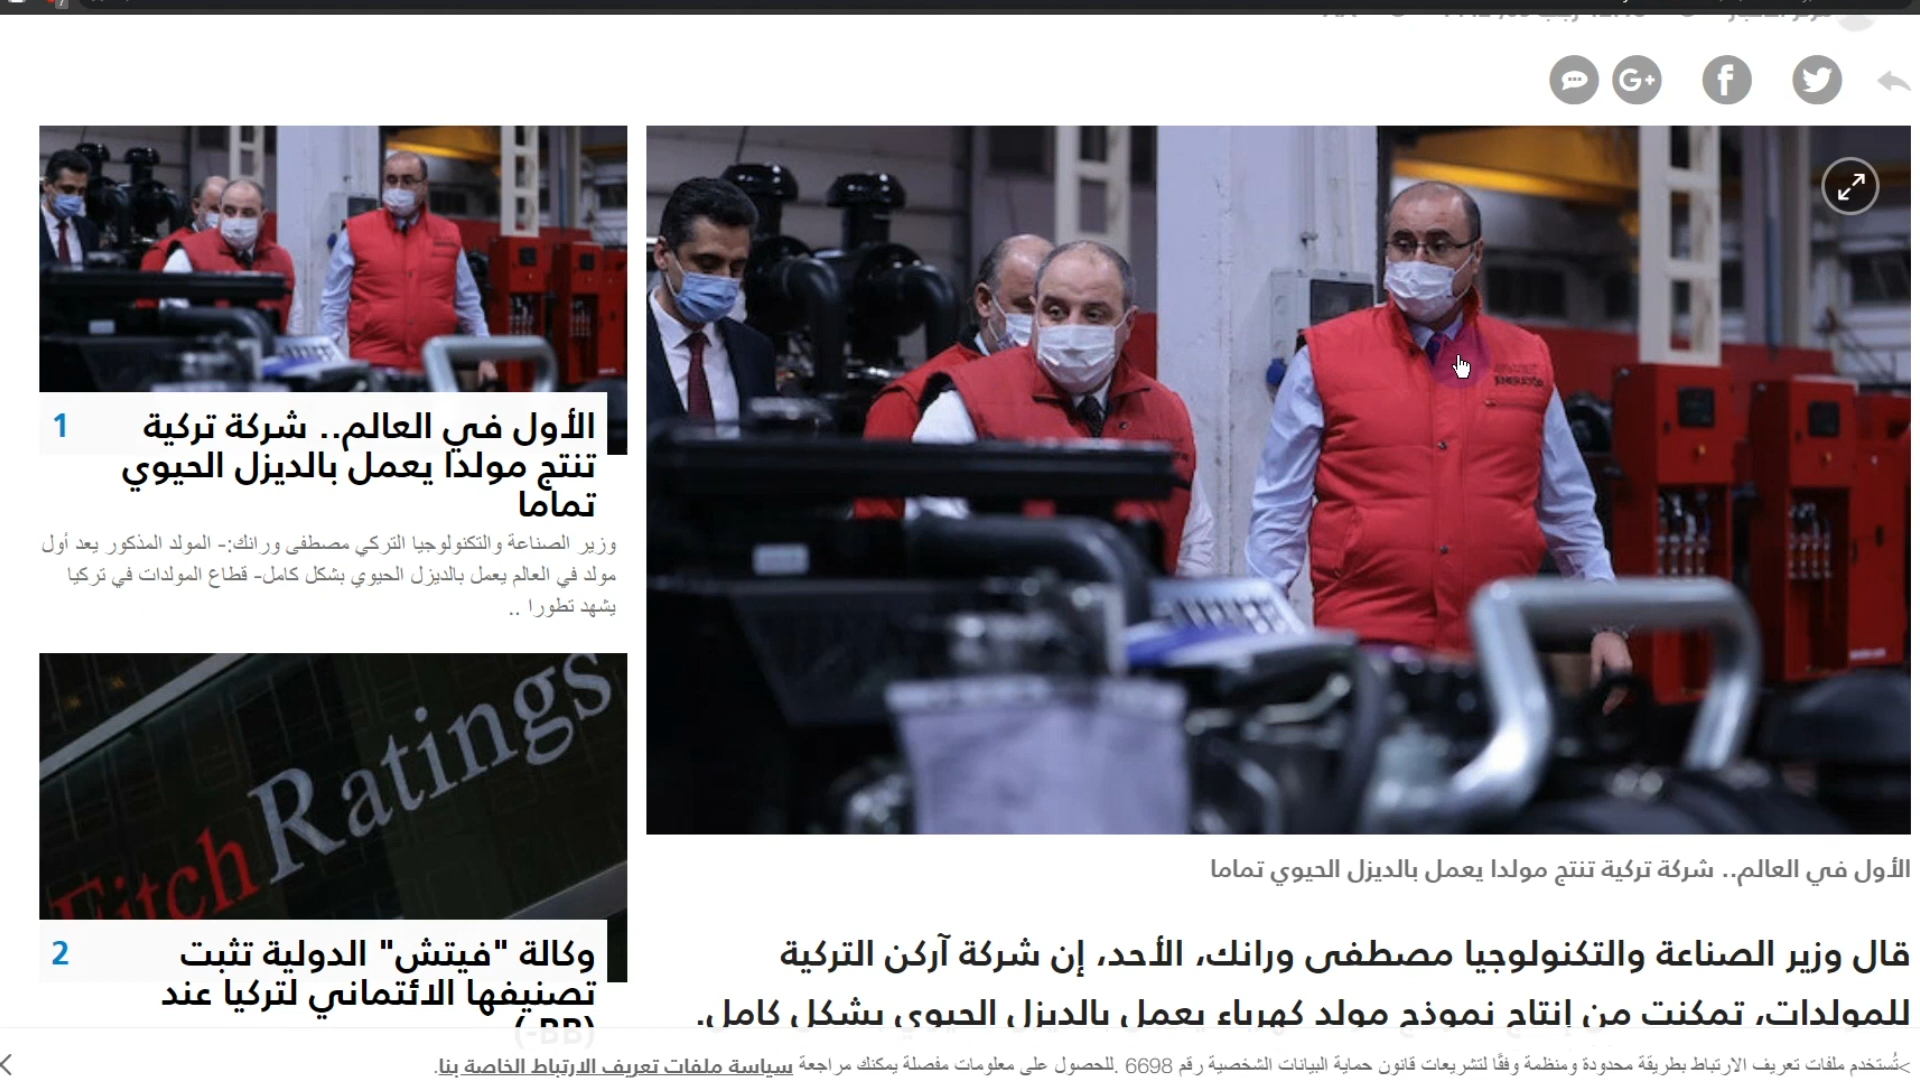 الأول في العالم.. شركة تركية تنتج مولدا يعمل بالديزل الحيوي تماما
قال وزير الصناعة والتكنولوجيا مصطفى ورانك، الأحد، إن شركة آركن التركية
للمولدات، تمكنت من إنتاج نموذج مولد كهرباء يعمل بالديزل الحيوي بشكل كامل.
1
الأول في العالم.. شركة تركية
تنتج مولدا يعمل بالديزل الحيوي
تماما
وزير الصناعة والتكنولوجيا التركي مصطفى ورانك:- المولد المذكور يعد أول
مولد في العالم يعمل بالديزل الحيوي بشكل كامل- قطاع المولدات في تركيا
يشهد تطورا ..
Fitch Ratings
2
وكالة "فيتش" الدولية تثبت
تصنيفها الائتماني لتركيا عند
(BB-)
>تُستخدم ملفات تعريف الارتباط بطريقة محدودة ومنظمة وفقًا لتشريعات قانون حماية البيانات الشخصية رقم 6698 .للحصول على معلومات مفصلة يمكنك مراجعة سياسة ملفات تعريف الارتباط الخاصة بنا.